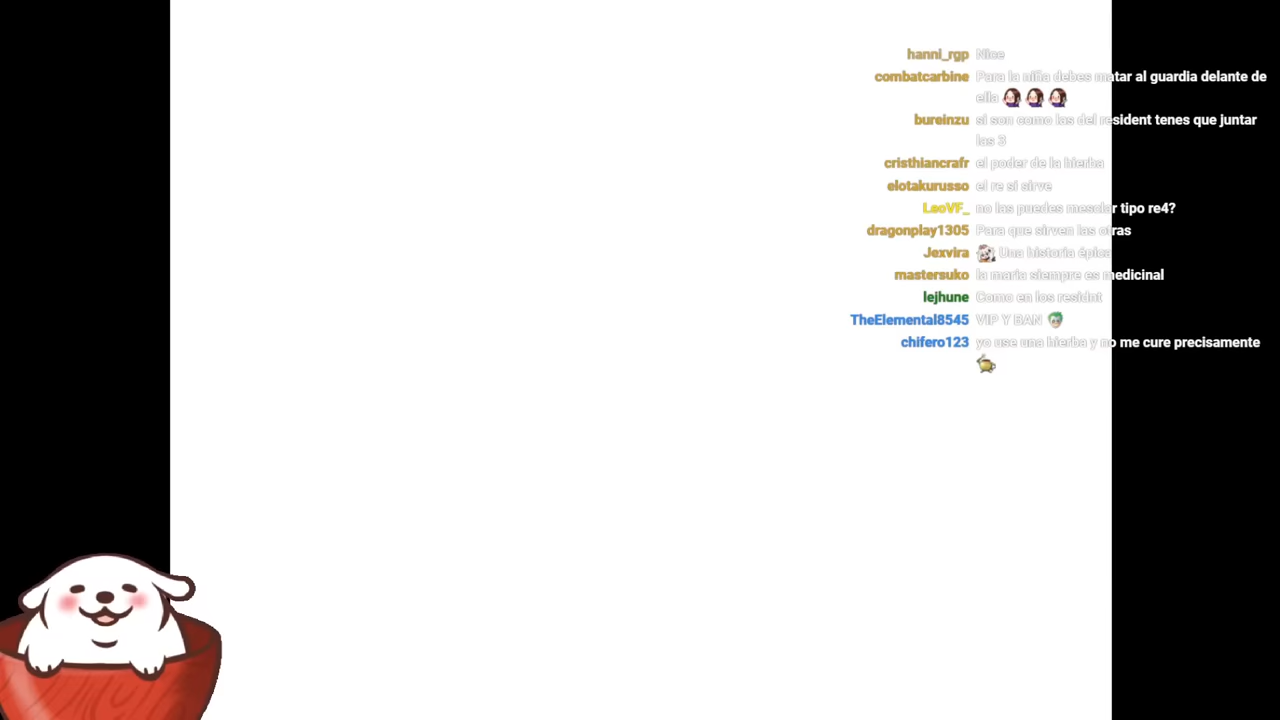 hanni_rgp Nice
combatcarbine Para la niña debes matar al guardia delante de
ella
bureinzu si son como las del resident tenes que juntar
las 3
cristhiancrafr el poder de la hierba
elotakurusso el re si sirve
LeoVF_ no las puedes mesclar tipo re4?
dragonplay1305 Para que sirven las otras
Jexvira Una historia épica
mastersuko la maria siempre es medicinal
lejhune Como en los residnt
TheElemental8545 VIP Y BAN
chifero123 yo use una hierba y no me cure precisamente